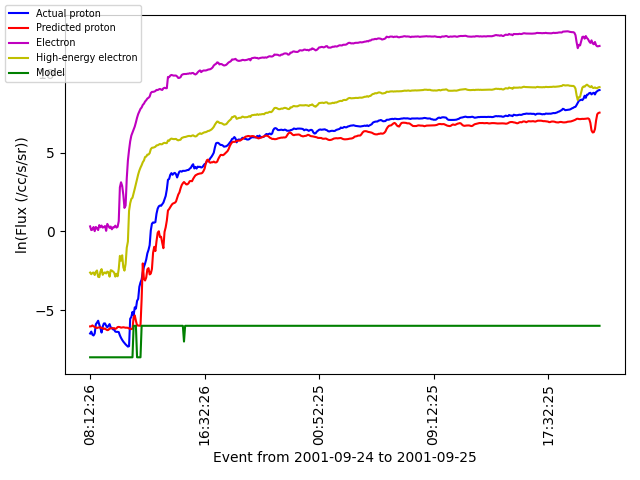 Actual proton
Predicted proton
Electron
High-energy electron
Model
10
5
0
−5
ln(Flux (/cc/s/sr))
08:12:26
16:32:26
00:52:25
09:12:25
17:32:25
Event from 2001-09-24 to 2001-09-25